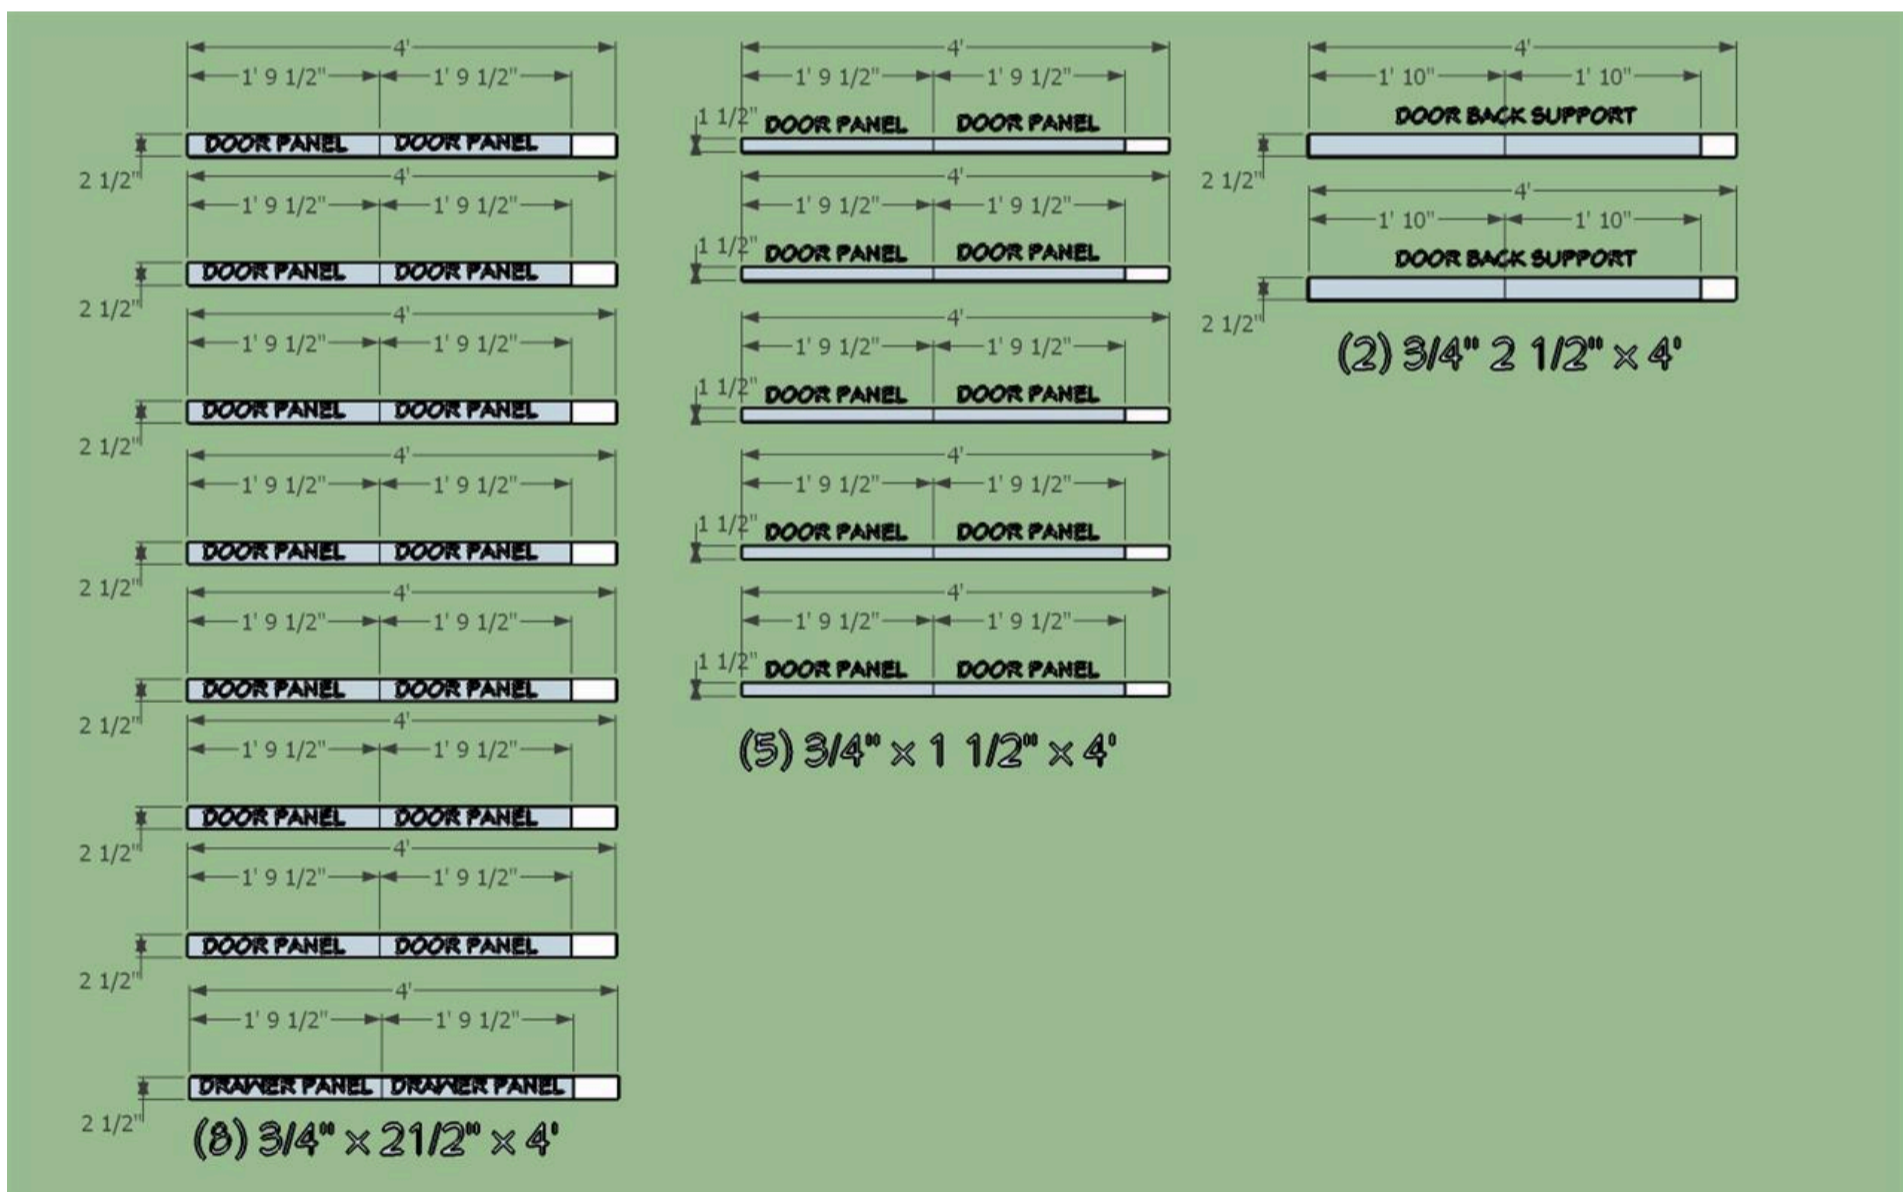 4'
1' 9 1/2" 1' 9 1/2"
DOOR PANEL DOOR PANEL
2 1/2"
4'
1' 9 1/2" 1' 9 1/2"
DOOR PANEL DOOR PANEL
2 1/2"
4'
1' 9 1/2" 1' 9 1/2"
DOOR PANEL DOOR PANEL
2 1/2"
4'
1' 9 1/2" 1' 9 1/2"
DOOR PANEL DOOR PANEL
2 1/2"
4'
1' 9 1/2" 1' 9 1/2"
DOOR PANEL DOOR PANEL
2 1/2"
4'
1' 9 1/2" 1' 9 1/2"
DOOR PANEL DOOR PANEL
2 1/2"
4'
1' 9 1/2" 1' 9 1/2"
DOOR PANEL DOOR PANEL
2 1/2"
4'
1' 9 1/2" 1' 9 1/2"
DRAWER PANEL DRAWER PANEL
2 1/2"
(8) 3/4" x 21/2" x 4'
4'
1' 9 1/2" 1' 9 1/2"
1 1/2" DOOR PANEL DOOR PANEL
4'
1' 9 1/2" 1' 9 1/2"
1 1/2" DOOR PANEL DOOR PANEL
4'
1' 9 1/2" 1' 9 1/2"
1 1/2" DOOR PANEL DOOR PANEL
4'
1' 9 1/2" 1' 9 1/2"
1 1/2" DOOR PANEL DOOR PANEL
4'
1' 9 1/2" 1' 9 1/2"
1 1/2" DOOR PANEL DOOR PANEL
(5) 3/4" x 1 1/2" x 4'
4'
1' 10" 1' 10"
DOOR BACK SUPPORT
2 1/2"
4'
1' 10" 1' 10"
DOOR BACK SUPPORT
2 1/2"
(2) 3/4" 2 1/2" x 4'